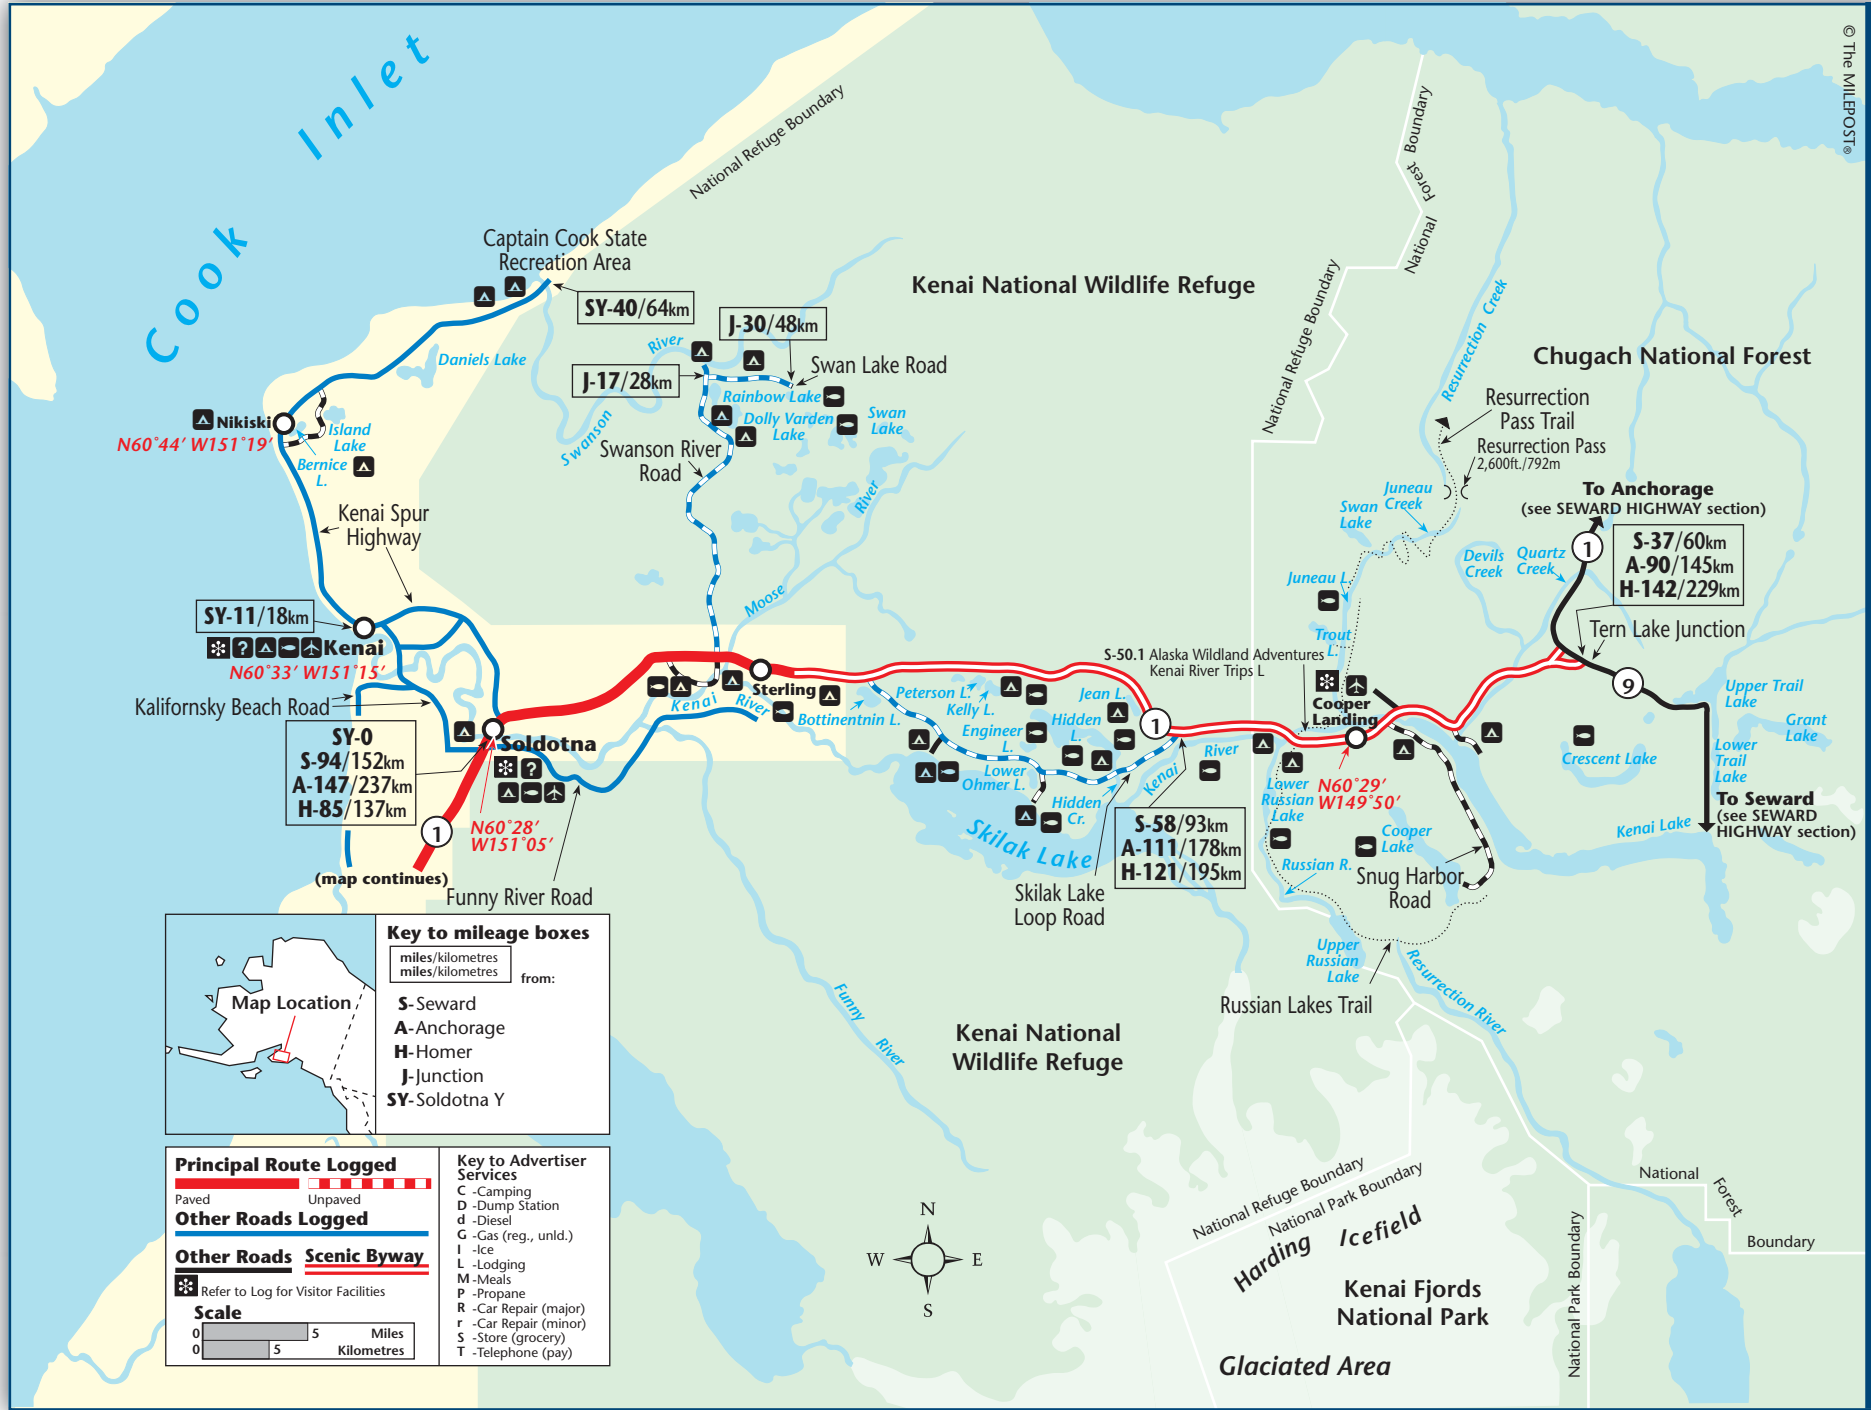 © The MILEPOST®
Cook Inlet
National Refuge Boundary
National Forest Boundary
Captain Cook State
Recreation Area
SY-40/64km
Kenai National Wildlife Refuge
J-30/48km
River
Swan Lake Road
J-17/28km
Rainbow Lake
Dolly Varden
Lake
Swan
Lake
Daniels Lake
Swanson
Swanson River
Road
River
Moose
Nikiski
N60°44′ W151°19′
Island
Lake
Bernice
L.
Kenai Spur
Highway
National Refuge Boundary
Resurrection Creek
Chugach National Forest
Resurrection
Pass Trail
Resurrection Pass
2,600ft./792m
Juneau
Creek
Swan
Lake
To Anchorage
(see SEWARD HIGHWAY section)
1
S-37/60km
A-90/145km
H-142/229km
Devils
Creek
Quartz
Creek
Juneau L.
Trout
L.
Tern Lake Junction
9
SY-11/18km
?
Kenai
N60°33′ W151°15′
Kalifornsky Beach Road
SY-0
S-94/152km
A-147/237km
H-85/137km
Soldotna
?
N60°28′
W151°05′
1
(map continues)
Funny River Road
Sterling
Kenai River
Bottinentnin L.
Peterson L.
Kelly L.
Engineer
L.
Hidden
L.
Jean L.
Lower
Ohmer L.
Hidden
Cr.
Kenai
River
Skilak Lake
Skilak Lake
Loop Road
1
S-58/93km
A-111/178km
H-121/195km
S-50.1 Alaska Wildland Adventures
Kenai River Trips L
Cooper
Landing
N60°29′
W149°50′
Lower
Russian
Lake
Russian R.
Cooper
Lake
Snug Harbor
Road
Upper
Russian
Lake
Russian Lakes Trail
Resurrection River
Crescent Lake
Upper Trail
Lake
Grant
Lake
Lower
Trail
Lake
Kenai Lake
To Seward
(see SEWARD
HIGHWAY section)
Funny River
Kenai National
Wildlife Refuge
National Refuge Boundary
National Park Boundary
Harding Icefield
Kenai Fjords
National Park
Glaciated Area
National Park Boundary
National Forest Boundary
N
W E
S
Map Location
Key to mileage boxes
miles/kilometres
miles/kilometres
from:
S-Seward
A-Anchorage
H-Homer
J-Junction
SY-Soldotna Y
Principal Route Logged
Paved Unpaved
Other Roads Logged
Other Roads Scenic Byway
Refer to Log for Visitor Facilities
Scale
0 5 Miles
0 5 Kilometres
Key to Advertiser
Services
C -Camping
D -Dump Station
d -Diesel
G -Gas (reg., unld.)
I -Ice
L -Lodging
M -Meals
P -Propane
R -Car Repair (major)
r -Car Repair (minor)
S -Store (grocery)
T -Telephone (pay)